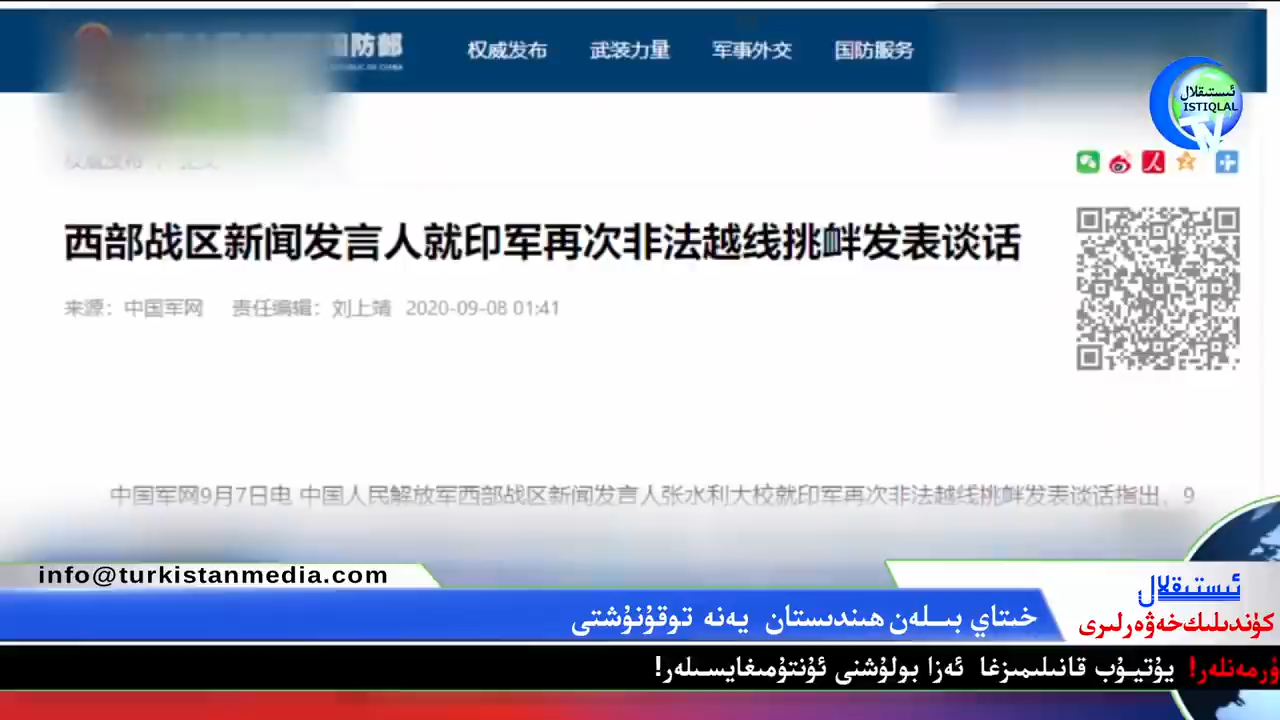 国防部
权威发布 武装力量 军事外交 国防服务
ئىستىقلال
ISTIQLAL
TV
西部战区新闻发言人就印军再次非法越线挑衅发表谈话
来源：中国军网 责任编辑：刘上靖 2020-09-08 01:41
中国军网9月7日电 中国人民解放军西部战区新闻发言人张水利大校就印军再次非法越线挑衅发表谈话指出，9
info@turkistanmedia.com
ئىستىقلال
كۈندىلىك خەۋەرلىرى
خىتاي بىلەن ھىندىستان يەنە توقۇنۇشتى
ۈرمەنلەر! يۇتيۇب قانىلىمىزغا ئەزا بولۇشنى ئۇنتۇمىغايسىلەر!